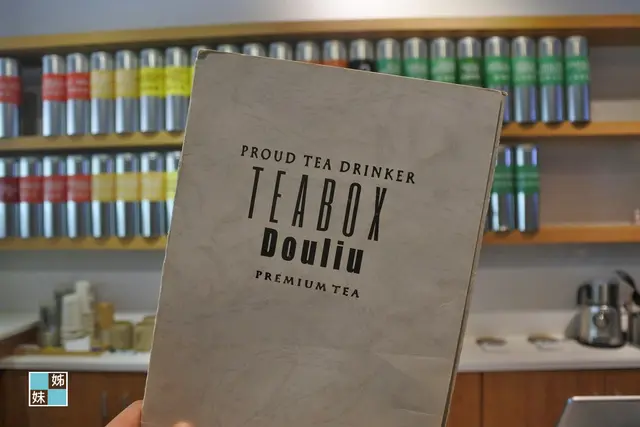 PROUD TEA DRINKER
TEABOX
Douliu
PREMIUM TEA
姊
妹